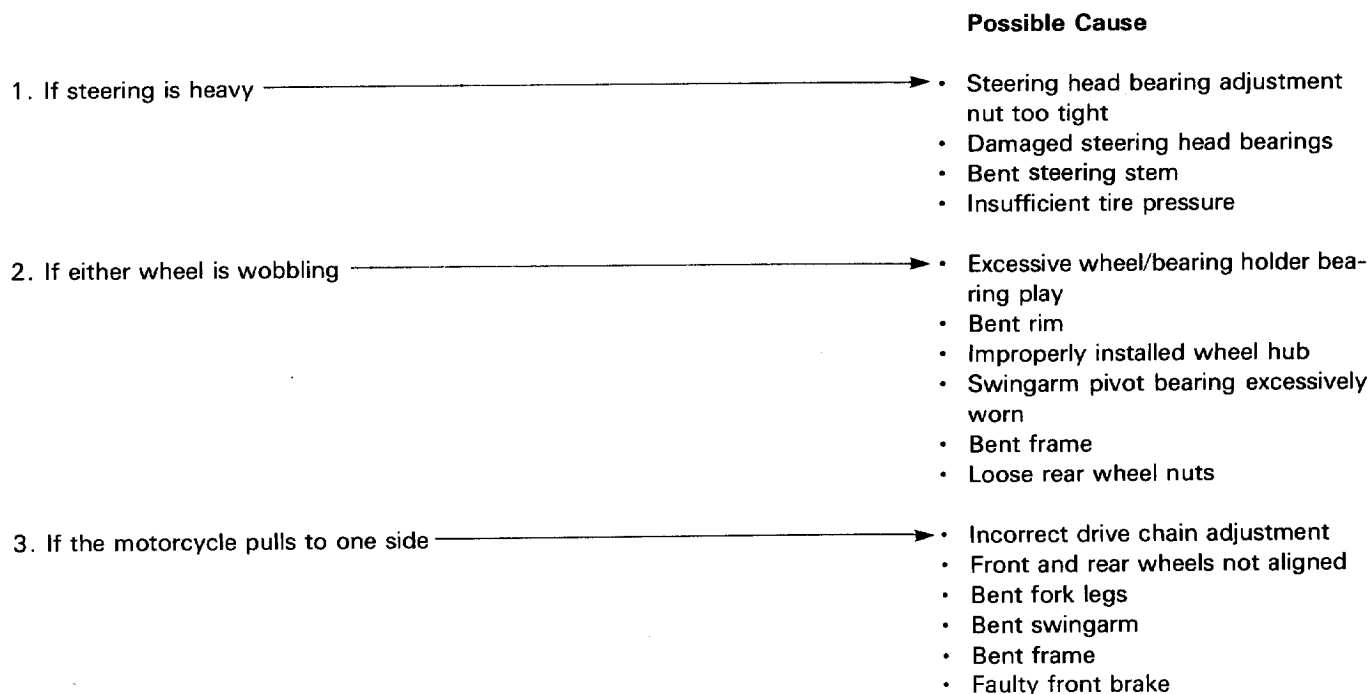 Possible Cause
1. If steering is heavy
• Steering head bearing adjustment
nut too tight
• Damaged steering head bearings
• Bent steering stem
• Insufficient tire pressure
2. If either wheel is wobbling
• Excessive wheel/bearing holder bea-
ring play
• Bent rim
• Improperly installed wheel hub
• Swingarm pivot bearing excessively
worn
• Bent frame
• Loose rear wheel nuts
3. If the motorcycle pulls to one side
• Incorrect drive chain adjustment
• Front and rear wheels not aligned
• Bent fork legs
• Bent swingarm
• Bent frame
• Faulty front brake